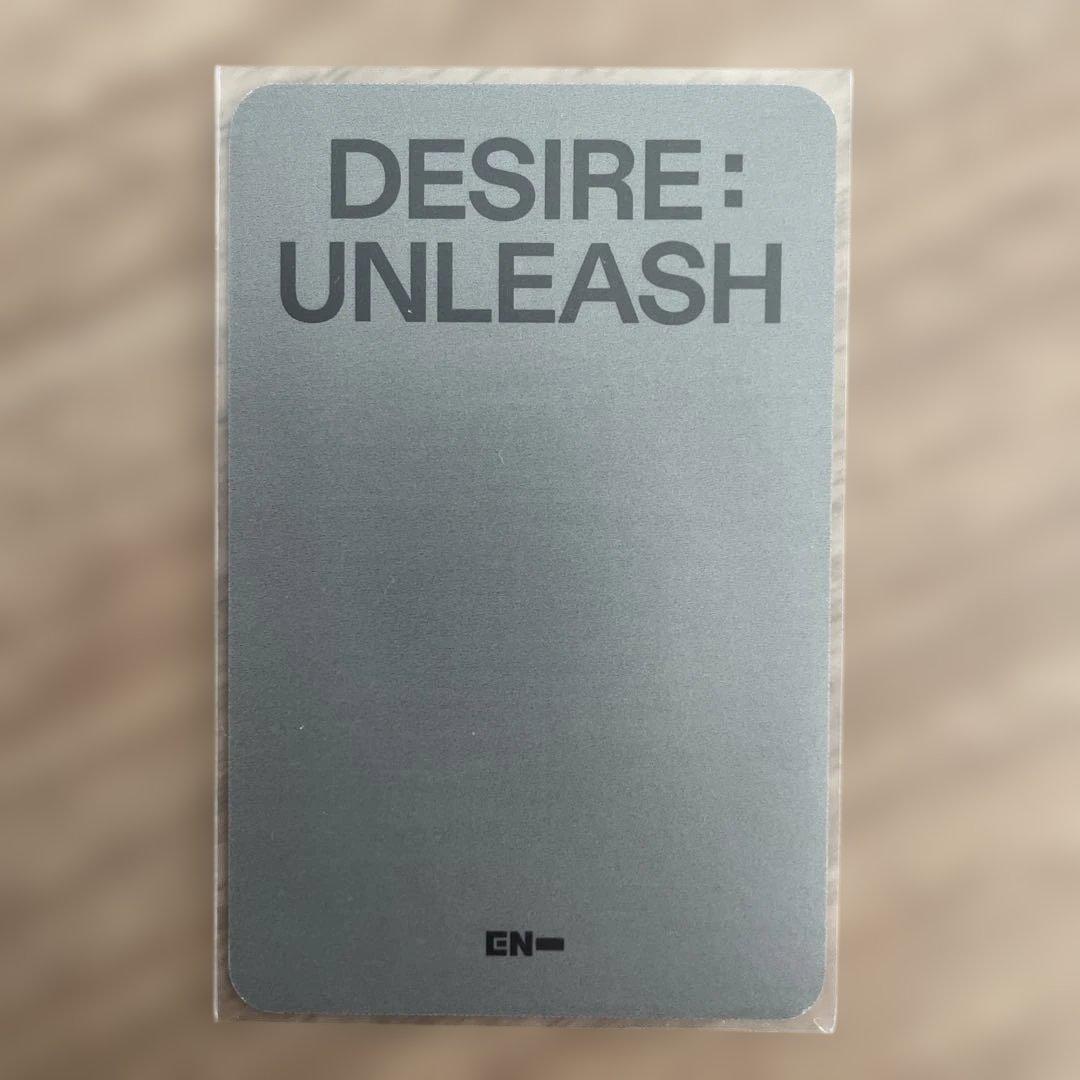 DESIRE :
UNLEASH
EN-